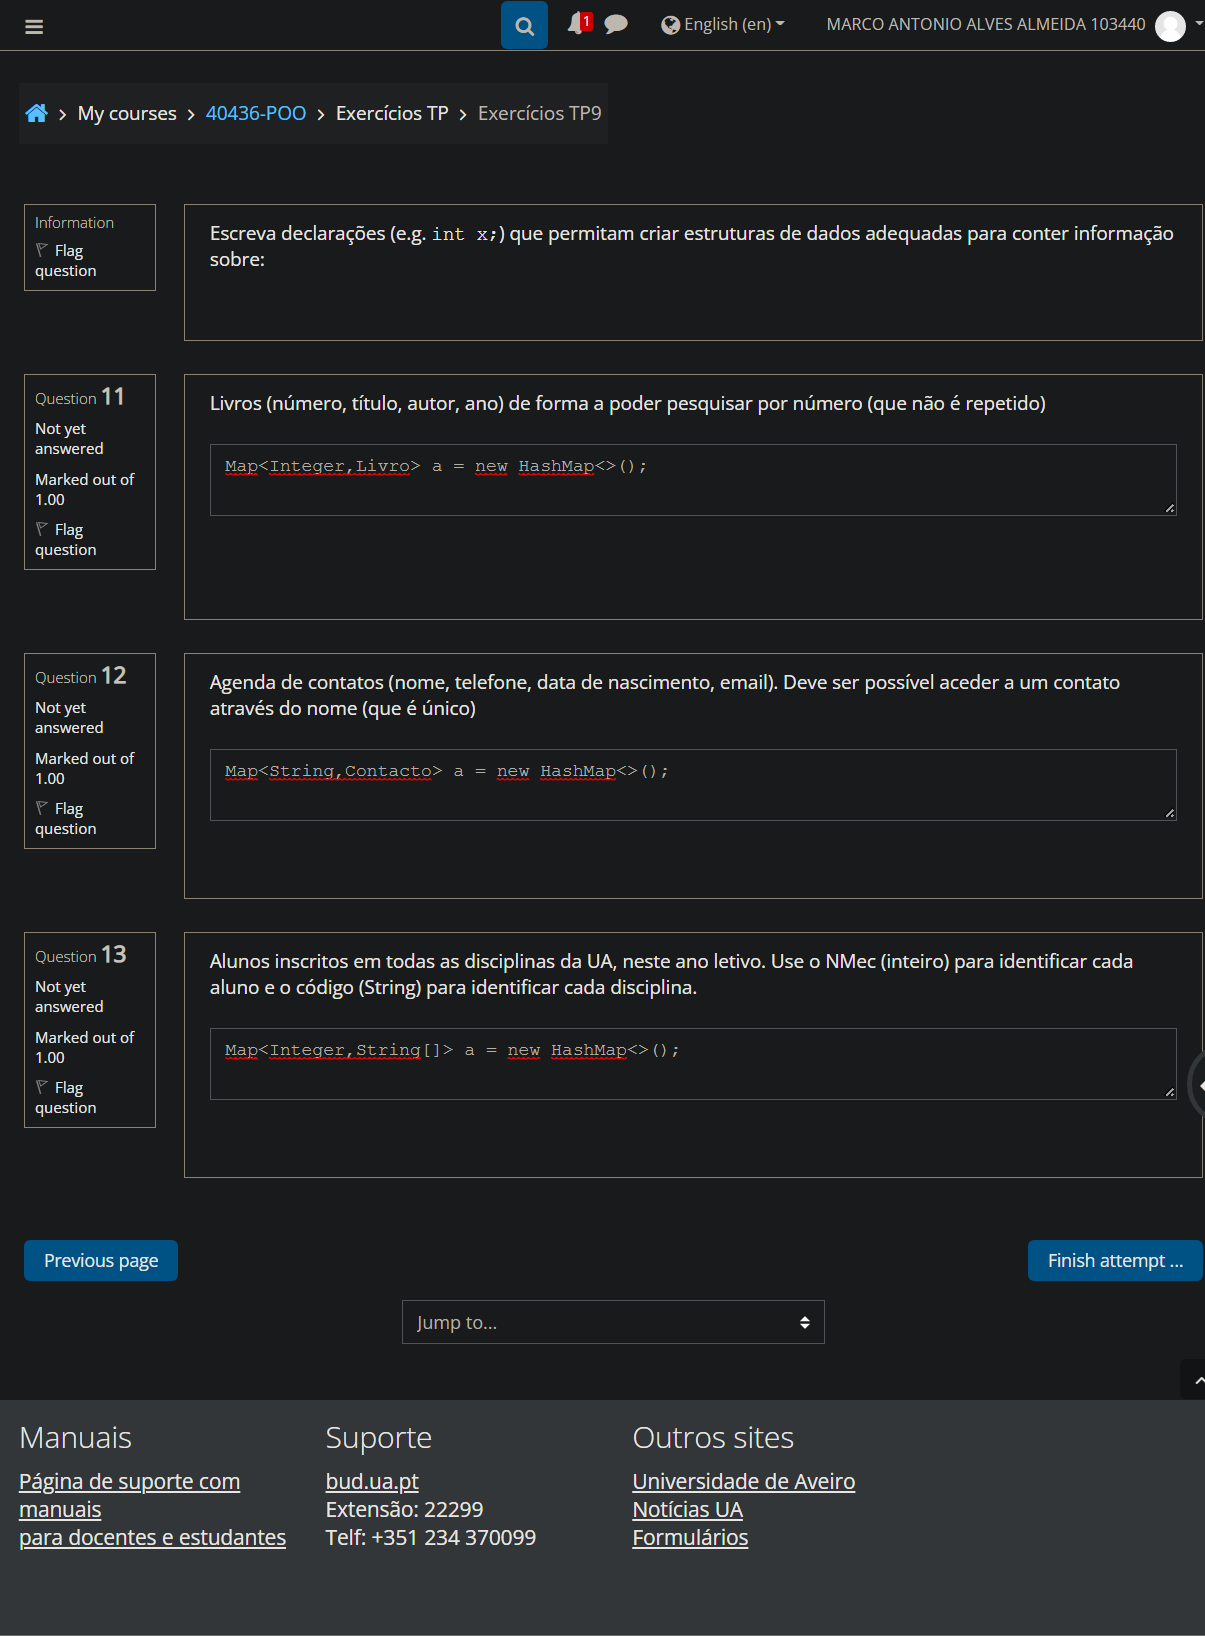 1
English (en)
MARCO ANTONIO ALVES ALMEIDA 103440
My courses
40436-POO
Exercícios TP
Exercícios TP9
Information
Flag
question
Escreva declarações (e.g. int x;) que permitam criar estruturas de dados adequadas para conter informação
sobre:
Question 11
Not yet
answered
Marked out of
1.00
Flag
question
Livros (número, título, autor, ano) de forma a poder pesquisar por número (que não é repetido)
Map<Integer,Livro> a = new HashMap<>();
Question 12
Not yet
answered
Marked out of
1.00
Flag
question
Agenda de contatos (nome, telefone, data de nascimento, email). Deve ser possível aceder a um contato
através do nome (que é único)
Map<String,Contacto> a = new HashMap<>();
Question 13
Not yet
answered
Marked out of
1.00
Flag
question
Alunos inscritos em todas as disciplinas da UA, neste ano letivo. Use o NMec (inteiro) para identificar cada
aluno e o código (String) para identificar cada disciplina.
Map<Integer,String[]> a = new HashMap<>();
Previous page
Finish attempt ...
Jump to...
Manuais
Página de suporte com
manuais
para docentes e estudantes
Suporte
bud.ua.pt
Extensão: 22299
Telf: +351 234 370099
Outros sites
Universidade de Aveiro
Notícias UA
Formulários